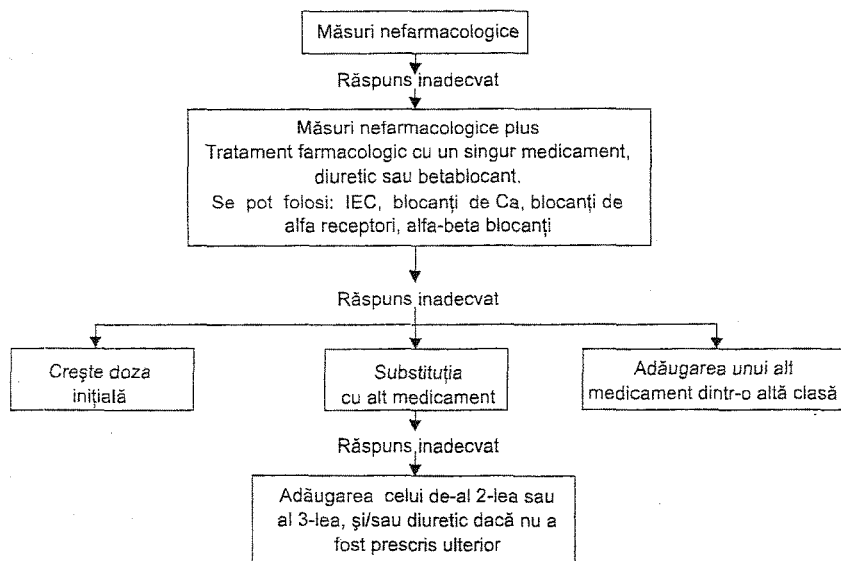 Măsuri nefarmacologice
Răspuns inadecvat
Măsuri nefarmacologice plus
Tratament farmacologic cu un singur medicament,
diuretic sau betablocant.
Se pot folosi: IEC, blocanți de Ca, blocanți de
alfa receptori, alfa-beta blocanți
Răspuns inadecvat
Crește doza
inițială
Substituția
cu alt medicament
Adăugarea unui alt
medicament dintr-o altă clasă
Răspuns inadecvat
Adăugarea celui de-al 2-lea sau
al 3-lea, și/sau diuretic dacă nu a
fost prescris ulterior